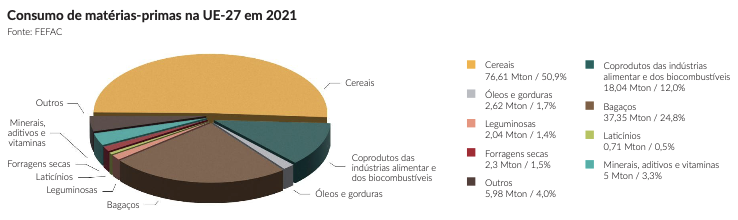 Consumo de matérias-primas na UE-27 em 2021
Fonte: FEFAC
Cereais
Outros
Minerais,
aditivos e
vitaminas
Forragens secas
Laticínios
Leguminosas
Bagaços
Óleos e gorduras
Coprodutos das
indústrias alimentar e
dos biocombustíveis
Cereais
76,61 Mton / 50,9%
Óleos e gorduras
2,62 Mton / 1,7%
Leguminosas
2,04 Mton / 1,4%
Forragens secas
2,3 Mton / 1,5%
Outros
5,98 Mton / 4,0%
Coprodutos das indústrias
alimentar e dos biocombustíveis
18,04 Mton / 12,0%
Bagaços
37,35 Mton / 24,8%
Laticínios
0,71 Mton / 0,5%
Minerais, aditivos e vitaminas
5 Mton / 3,3%